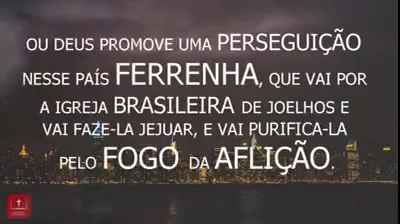 OU DEUS PROMOVE UMA PERSEGUIÇÃO
NESSE PAÍS FERRENHA, QUE VAI POR
A IGREJA BRASILEIRA DE JOELHOS E
VAI FAZE-LA JEJUAR, E VAI PURIFICA-LA
PELO FOGO DA AFLIÇÃO.